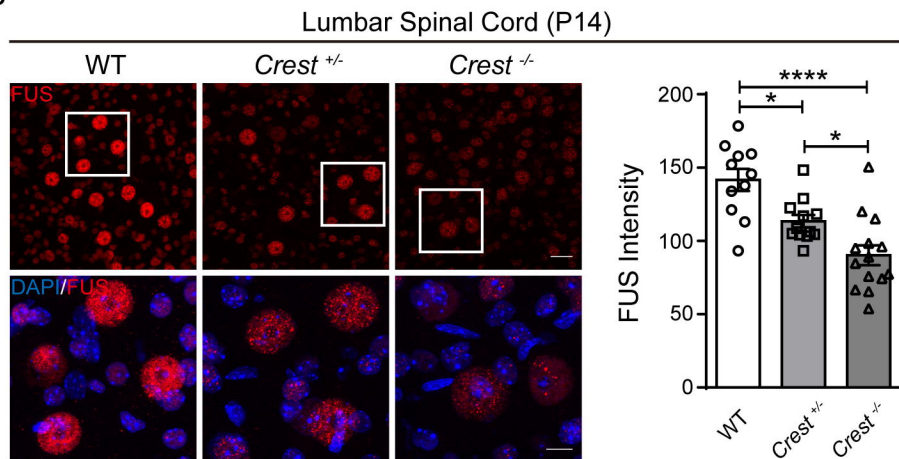 Lumbar Spinal Cord (P14)
WT
Crest +/-
Crest -/-
FUS
DAPI/FUS
FUS Intensity
200
150
100
50
0
****
*
*
WT
Crest +/-
Crest -/-